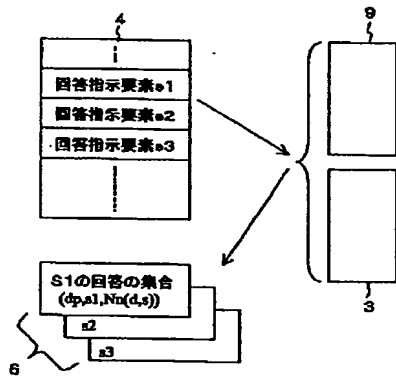 4
9
回答指示要素s1
回答指示要素s2
回答指示要素s3
S1の回答の集合
(dp,s1,Nn(d,s))
s2
s3
6
3